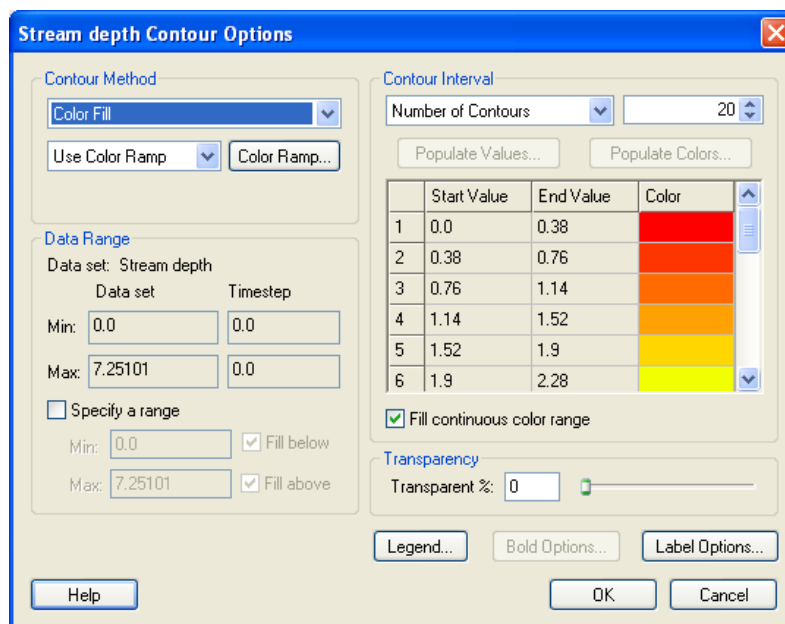 Stream depth Contour Options
Contour Method
Color Fill
Use Color Ramp Color Ramp...
Data Range
Data set: Stream depth
Data set Timestep
Min: 0.0 0.0
Max: 7.25101 0.0
Specify a range
Min: 0.0 Fill below
Max: 7.25101 Fill above
Contour Interval
Number of Contours 20
Populate Values... Populate Colors...
Start Value End Value Color
1 0.0 0.38
2 0.38 0.76
3 0.76 1.14
4 1.14 1.52
5 1.52 1.9
6 1.9 2.28
Fill continuous color range
Transparency
Transparent %: 0
Legend... Bold Options... Label Options...
Help OK Cancel